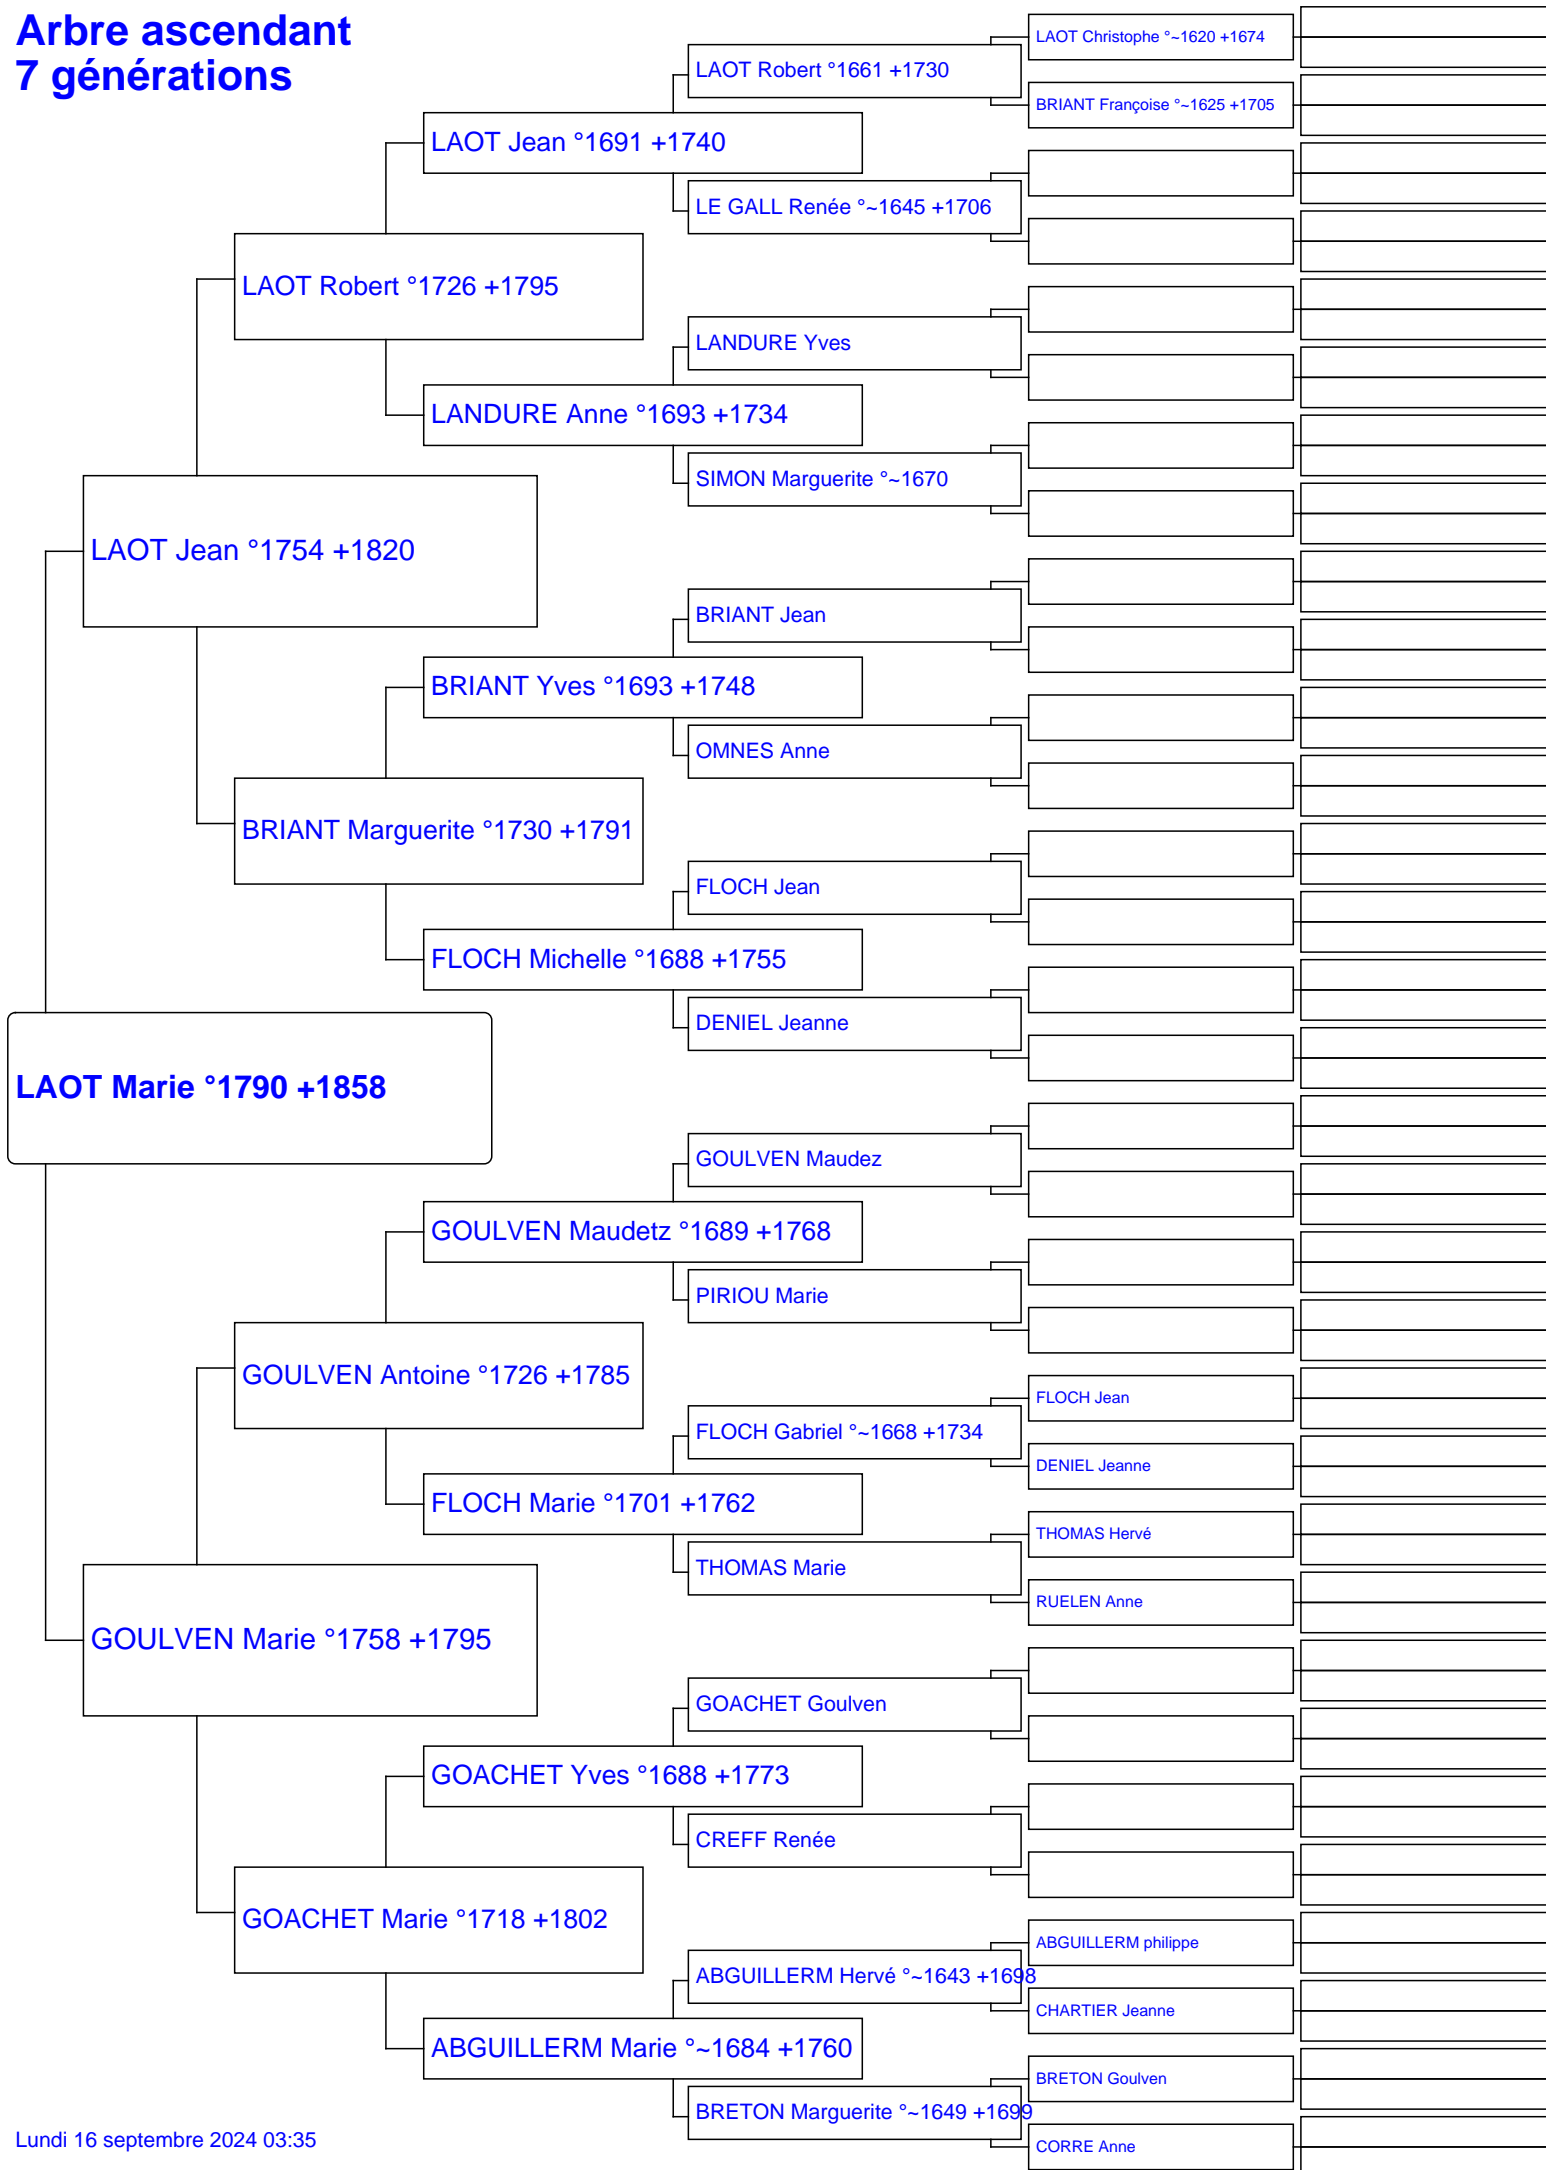 Arbre ascendant
7 générations
LAOT Christophe °~1620 +1674
LAOT Robert °1661 +1730
BRIANT Françoise °~1625 +1705
LAOT Jean °1691 +1740
LE GALL Renée °~1645 +1706
LAOT Robert °1726 +1795
LANDURE Yves
LANDURE Anne °1693 +1734
SIMON Marguerite °~1670
LAOT Jean °1754 +1820
BRIANT Jean
BRIANT Yves °1693 +1748
OMNES Anne
BRIANT Marguerite °1730 +1791
FLOCH Jean
FLOCH Michelle °1688 +1755
DENIEL Jeanne
LAOT Marie °1790 +1858
GOULVEN Maudez
GOULVEN Maudetz °1689 +1768
PIRIOU Marie
GOULVEN Antoine °1726 +1785
FLOCH Jean
FLOCH Gabriel °~1668 +1734
DENIEL Jeanne
FLOCH Marie °1701 +1762
THOMAS Hervé
THOMAS Marie
RUELEN Anne
GOULVEN Marie °1758 +1795
GOACHET Goulven
GOACHET Yves °1688 +1773
CREFF Renée
GOACHET Marie °1718 +1802
ABGUILLERM philippe
ABGUILLERM Hervé °~1643 +1698
CHARTIER Jeanne
ABGUILLERM Marie °~1684 +1760
BRETON Goulven
BRETON Marguerite °~1649 +1699
CORRE Anne
Lundi 16 septembre 2024 03:35